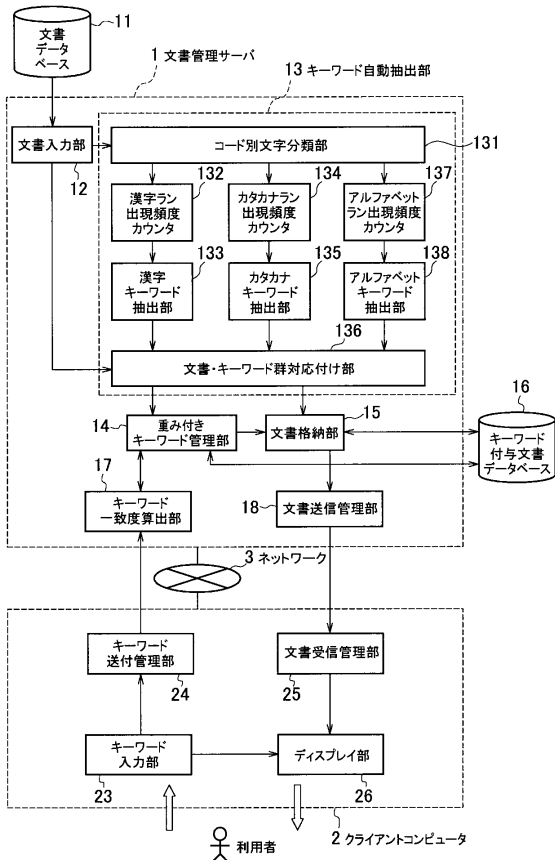 文書
データ
ベース
11
1 文書管理サーバ
13 キーワード自動抽出部
文書入力部
12
コード別文字分類部
131
漢字ラン
出現頻度
カウンタ
132
カタカナラン
出現頻度
カウンタ
134
アルファベット
ラン出現頻度
カウンタ
137
漢字
キーワード
抽出部
133
カタカナ
キーワード
抽出部
135
アルファベット
キーワード
抽出部
138
136
文書・キーワード群対応付け部
14
重み付き
キーワード管理部
15
文書格納部
16
キーワード
付与文書
データベース
17
キーワード
一致度算出部
18
文書送信管理部
3 ネットワーク
キーワード
送付管理部
24
文書受信管理部
25
キーワード
入力部
23
ディスプレイ部
26
利用者
2 クライアントコンピュータ